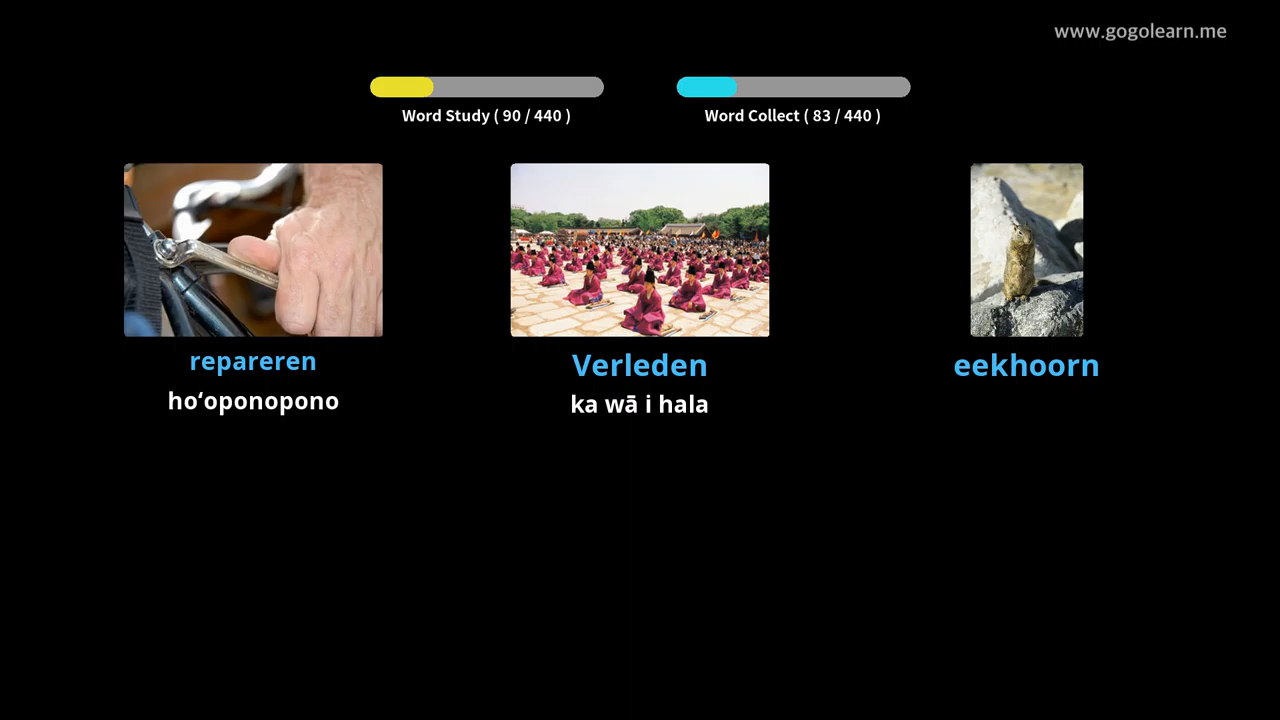 www.gogolearn.me
Word Study ( 90 / 440 )
Word Collect ( 83 / 440 )
repareren
hoʻoponopono
Verleden
ka wā i hala
eekhoorn